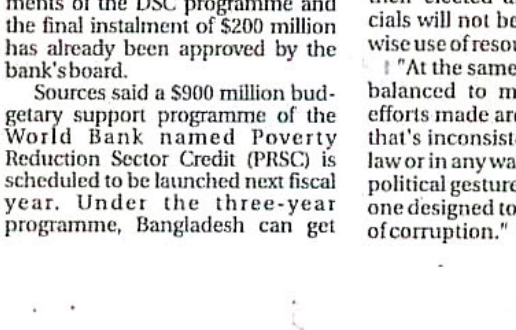 ments of the DSC programme and
the final instalment of $200 million
has already been approved by the
bank's board.
Sources said a $900 million bud-
getary support programme of the
World Bank named Poverty
Reduction Sector Credit (PRSC) is
scheduled to be launched next fiscal
year. Under the three-year
programme, Bangladesh can get
cials will not be
wise use of resou
"At the same
balanced to m
efforts made ar
that's inconsist
law or in any wa
political gesture
one designed to
of corruption."